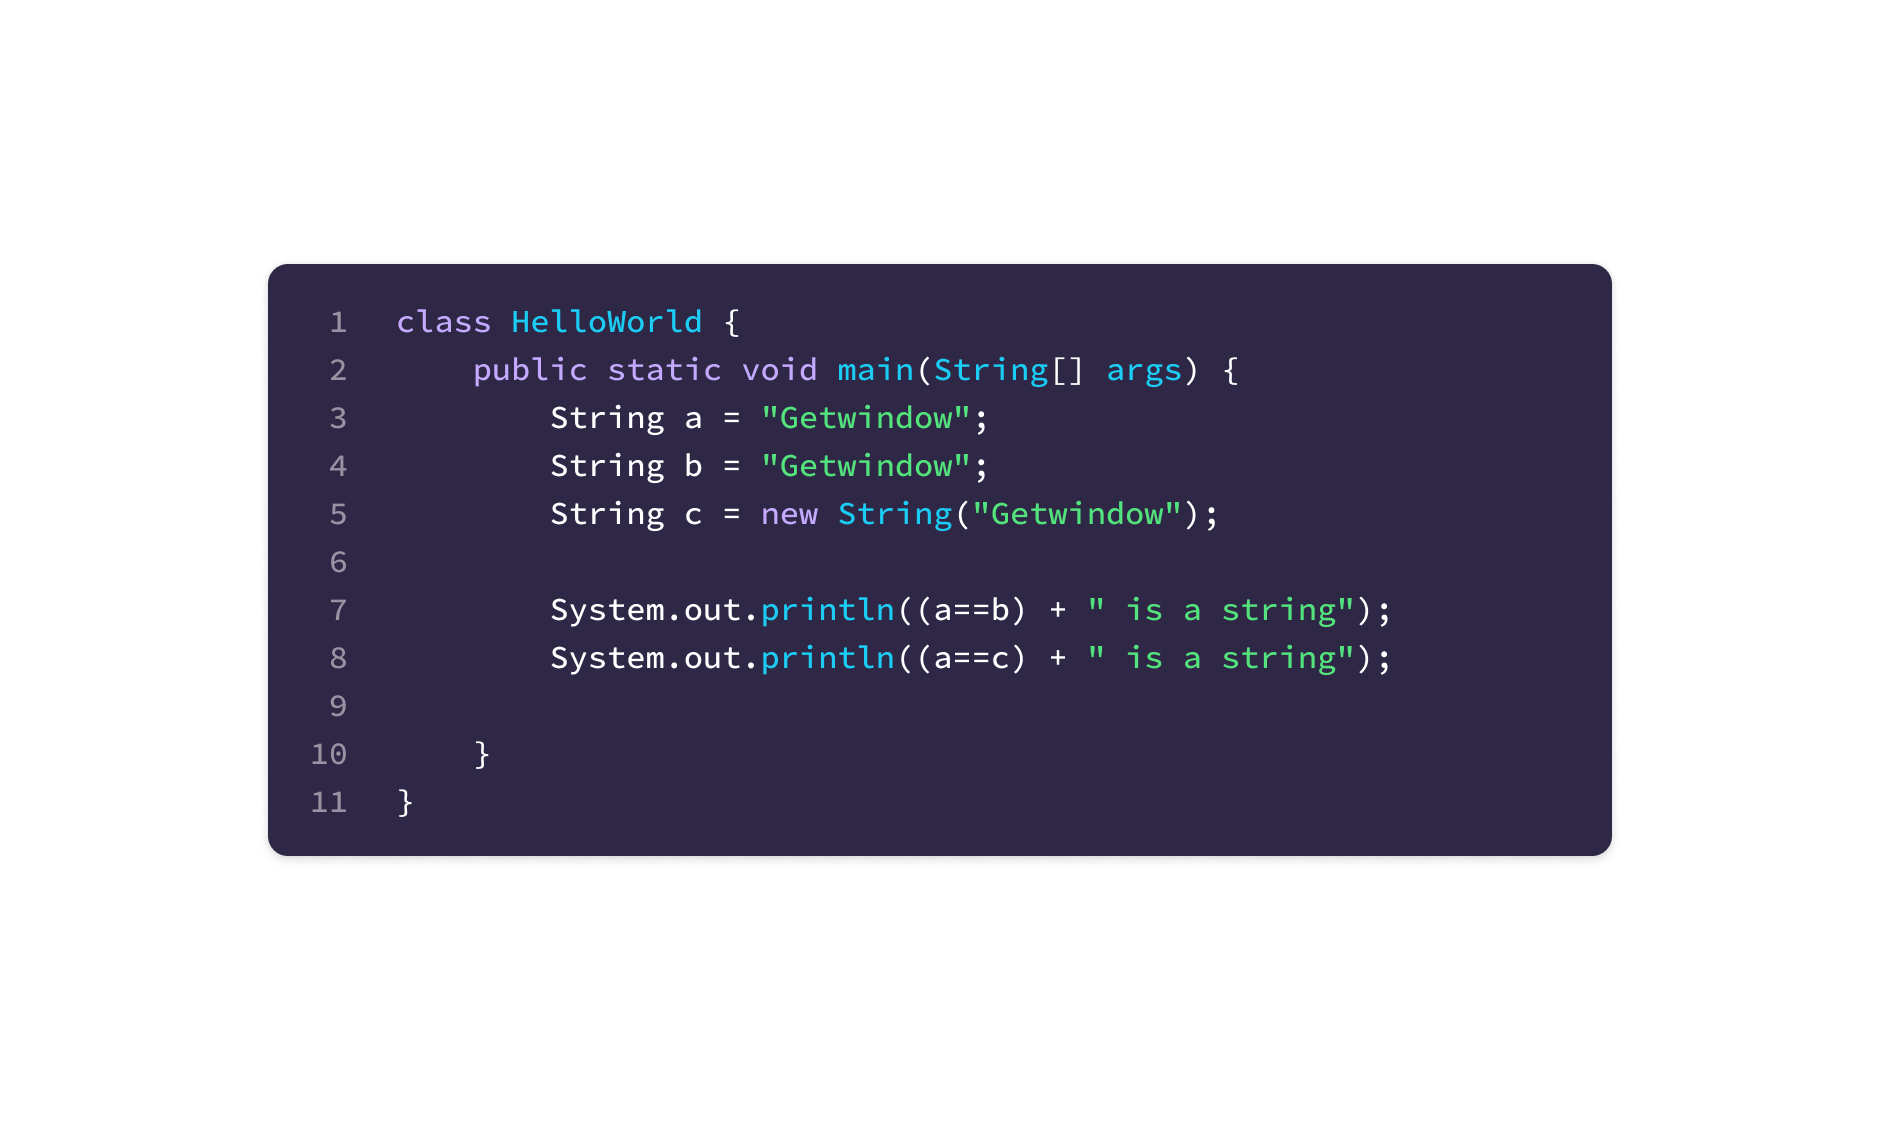 1 class HelloWorld {
2 public static void main(String[] args) {
3 String a = "Getwindow";
4 String b = "Getwindow";
5 String c = new String("Getwindow");
6
7 System.out.println((a==b) + " is a string");
8 System.out.println((a==c) + " is a string");
9
10 }
11 }